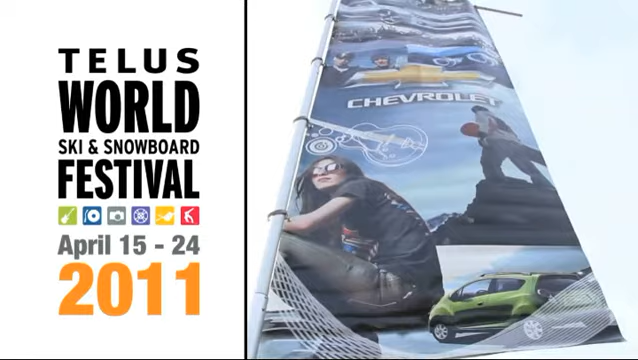 TELUS
WORLD
SKI & SNOWBOARD
FESTIVAL
April 15 - 24
2011
CHEVROLET